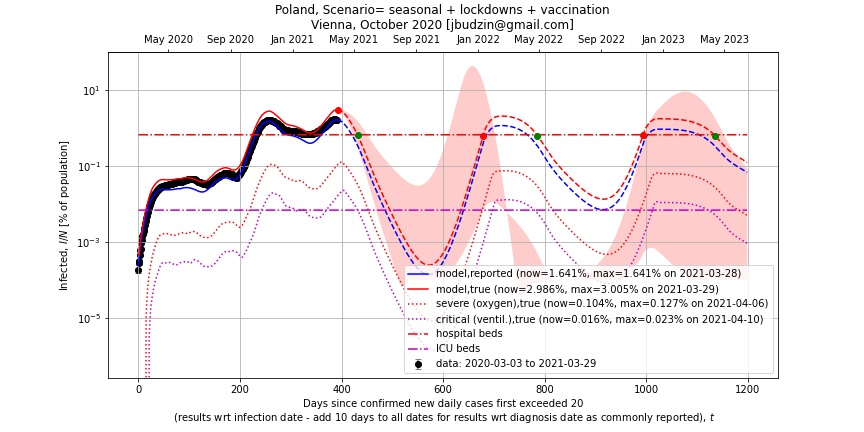 Poland, Scenario= seasonal + lockdowns + vaccination
Vienna, October 2020 [jbudzin@gmail.com]
May 2020 Sep 2020 Jan 2021 May 2021 Sep 2021 Jan 2022 May 2022 Sep 2022 Jan 2023 May 2023
Infected, I/N [% of population]
10¹
10⁻¹
10⁻³
10⁻⁵
model,reported (now=1.641%, max=1.641% on 2021-03-28)
model,true (now=2.986%, max=3.005% on 2021-03-29)
severe (oxygen),true (now=0.104%, max=0.127% on 2021-04-06)
critical (ventil.),true (now=0.016%, max=0.023% on 2021-04-10)
hospital beds
ICU beds
data: 2020-03-03 to 2021-03-29
0 200 400 600 800 1000 1200
Days since confirmed new daily cases first exceeded 20
(results wrt infection date - add 10 days to all dates for results wrt diagnosis date as commonly reported), t